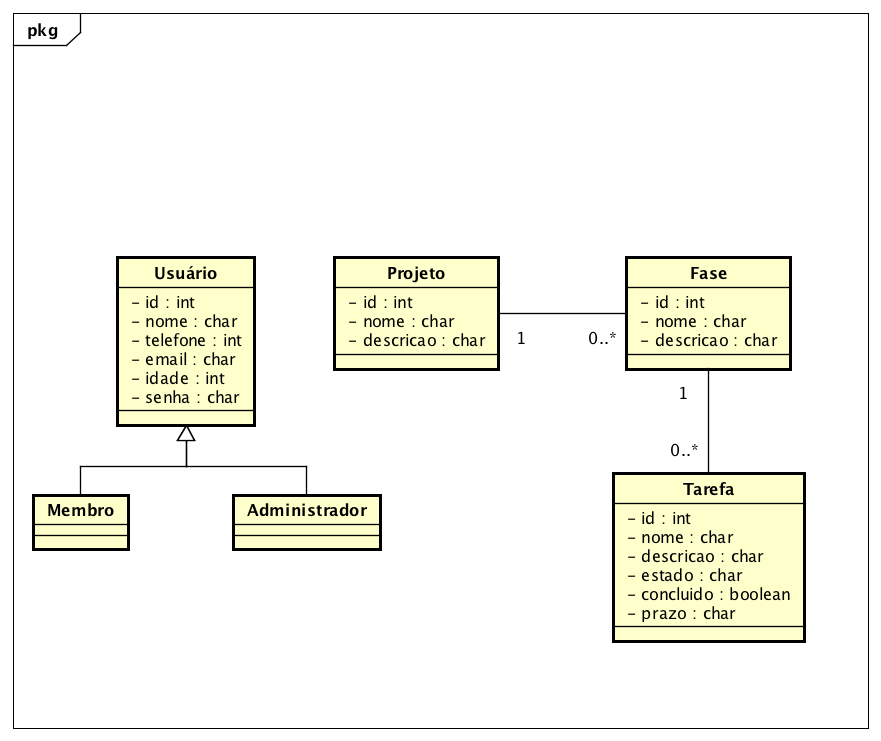 pkg
Usuário
- id : int
- nome : char
- telefone : int
- email : char
- idade : int
- senha : char
Projeto
- id : int
- nome : char
- descricao : char
1
0..*
Fase
- id : int
- nome : char
- descricao : char
1
0..*
Membro
Administrador
Tarefa
- id : int
- nome : char
- descricao : char
- estado : char
- concluido : boolean
- prazo : char